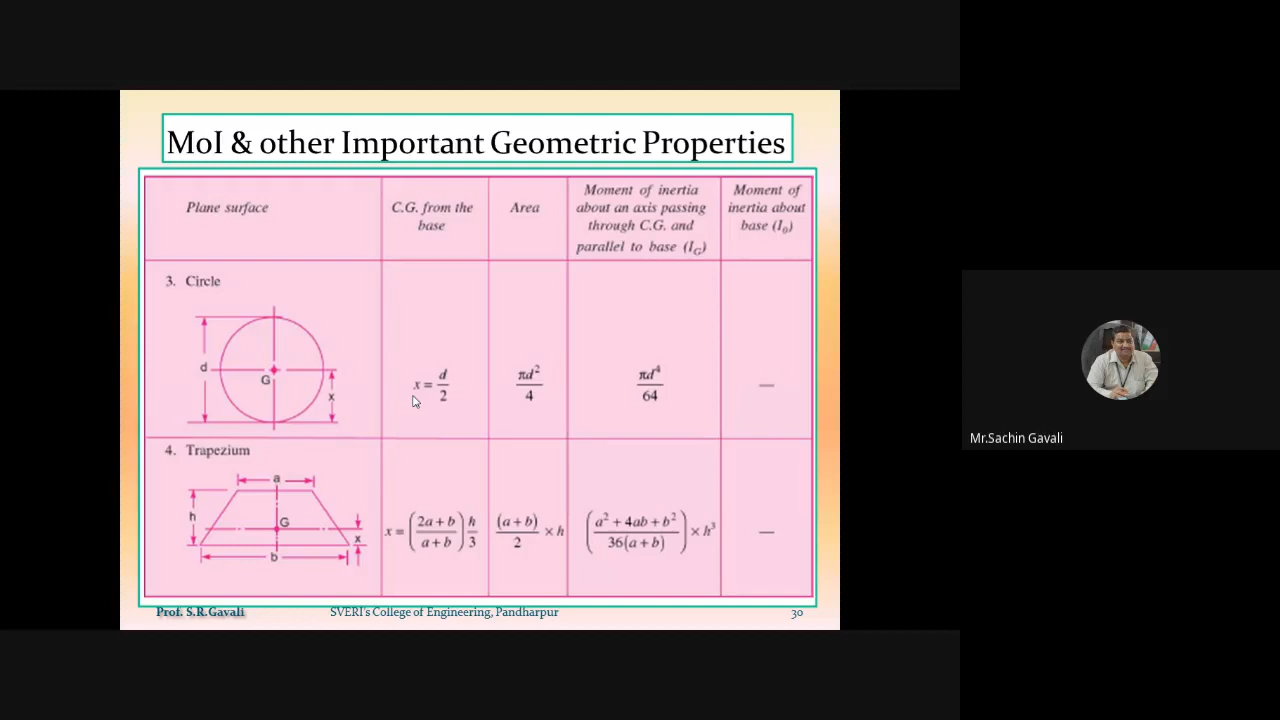 MoI & other Important Geometric Properties
Plane surface
C.G. from the
base
Area
Moment of inertia
about an axis passing
through C.G. and
parallel to base (I_G)
Moment of
inertia about
base (I_0)
3. Circle
d
G
x
x = d/2
πd²/4
πd⁴/64
—
4. Trapezium
a
h
G
x
b
x = ((2a + b)/(a + b)) h/3
(a + b)/2 × h
((a² + 4ab + b²)/(36(a + b))) × h³
—
Prof. S.R.Gavali
SVERI's College of Engineering, Pandharpur
30
Mr.Sachin Gavali